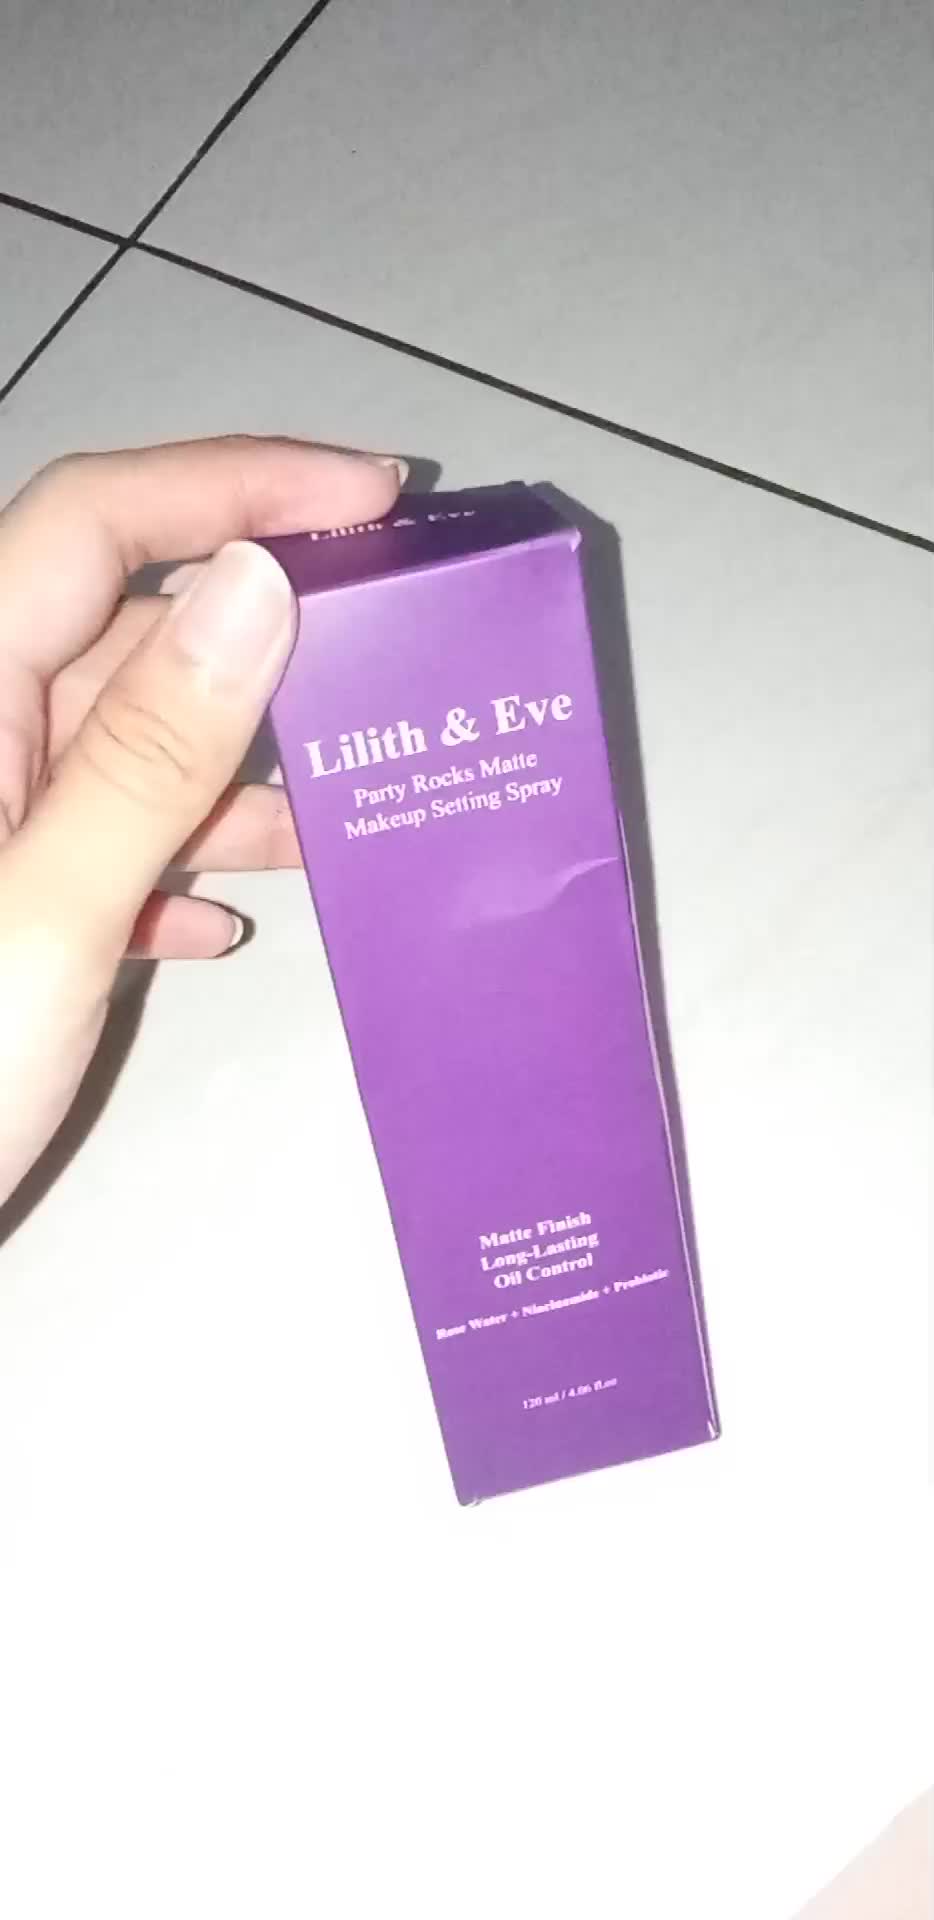 Lilith & Eve
Lilith & Eve
Party Rocks Matte
Makeup Setting Spray
Matte Finish
Long-Lasting
Oil Control
Rose Water + Niacinamide + Probiotic
120 ml / 4.06 fl.oz